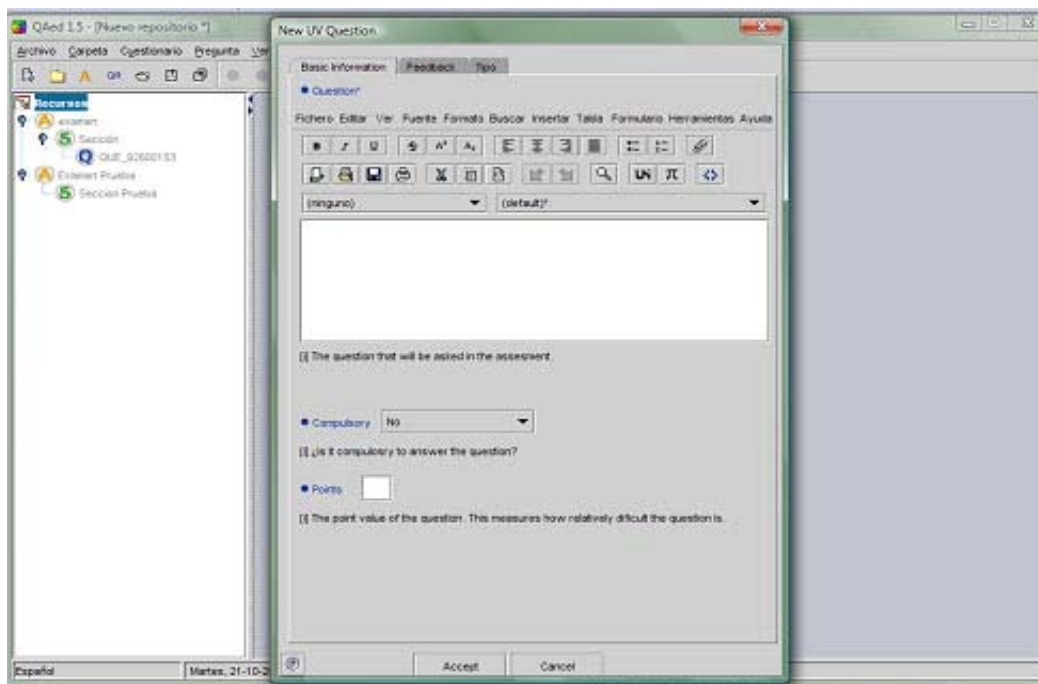 QAed 1.5 - [Nuevo repositorio *]
Archivo Carpeta Cuestionario Pregunta Ver
Recursos
examen
Sección
QUE_92600153
Examen Prueba
Seccion Prueba
New UV Question
Basic Information Feedback Tipo
Question*
Fichero Editar Ver Fuente Formato Buscar Insertar Tabla Formulario Herramientas Ayuda
(ninguno) (default)*
[i] The question that will be asked in the assesment.
Compulsory No
[i] ¿Is it compulosry to answer the question?
Points
[i] The point value of the question. This measures how relatively dificult the question is.
Accept Cancel
Español Martes, 21-10-2